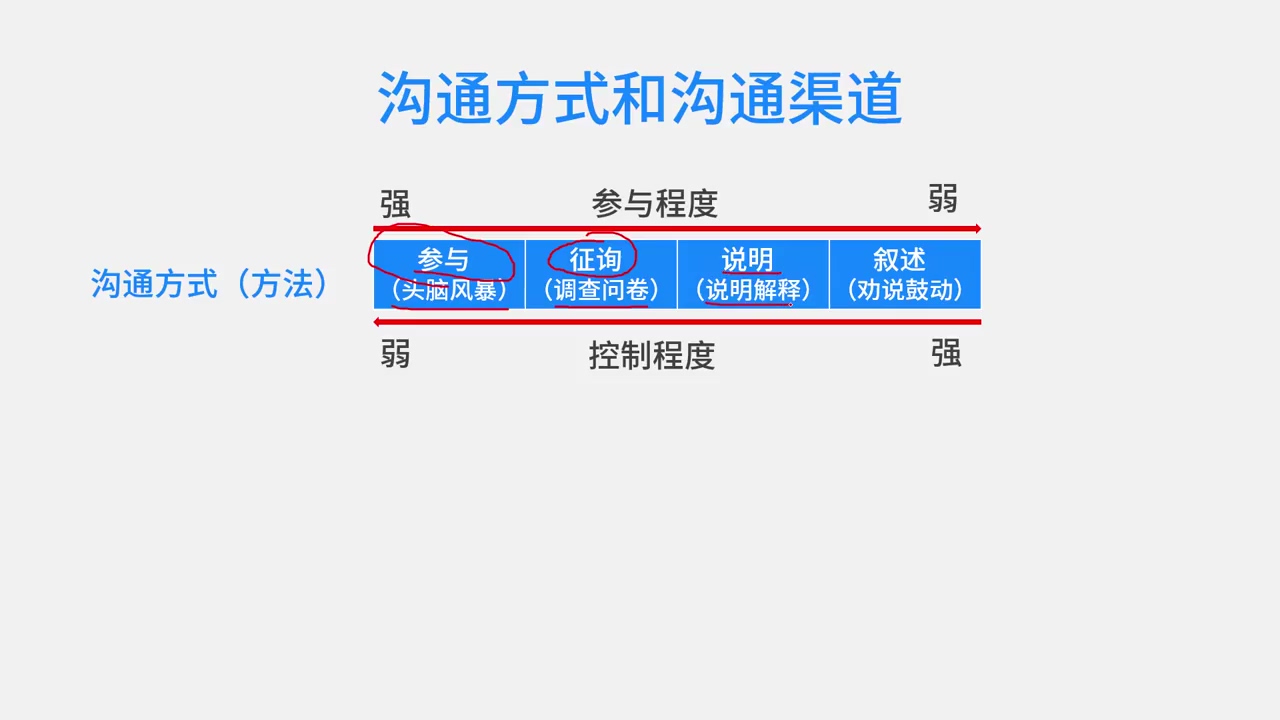 沟通方式和沟通渠道
强 参与程度 弱
沟通方式（方法）
参与 征询 说明 叙述
（头脑风暴） （调查问卷） （说明解释） （劝说鼓动）
弱 控制程度 强